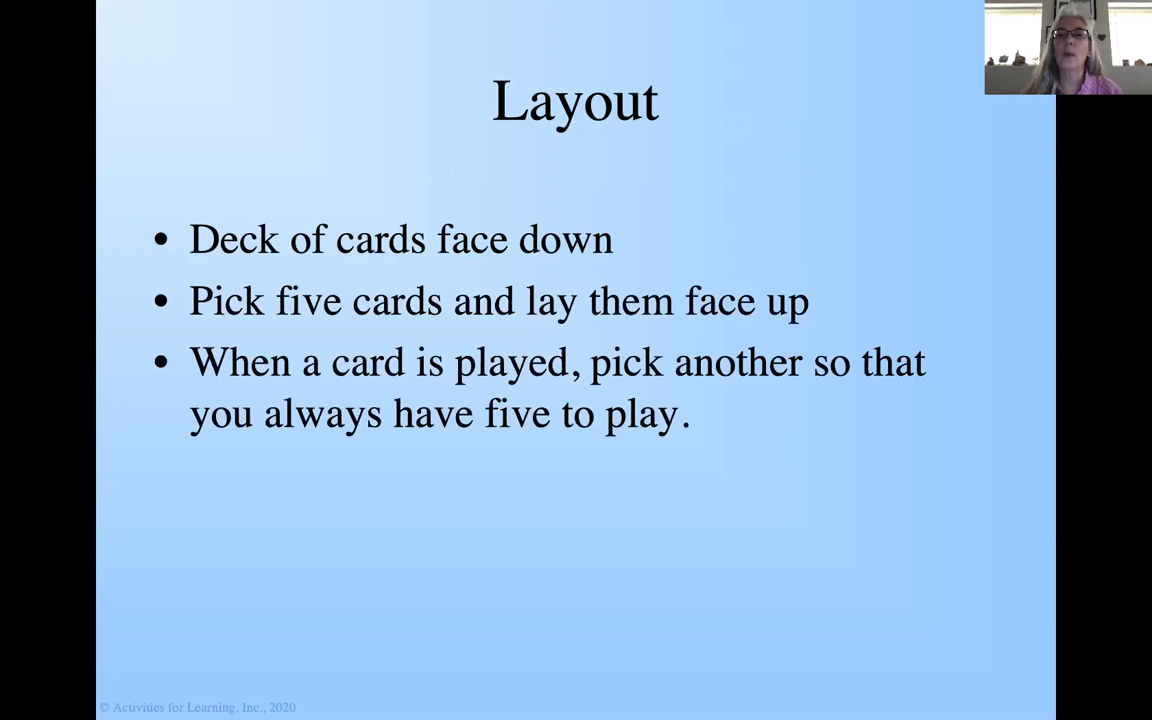 Layout
• Deck of cards face down
• Pick five cards and lay them face up
• When a card is played, pick another so that
you always have five to play.
© Activities for Learning, Inc., 2020